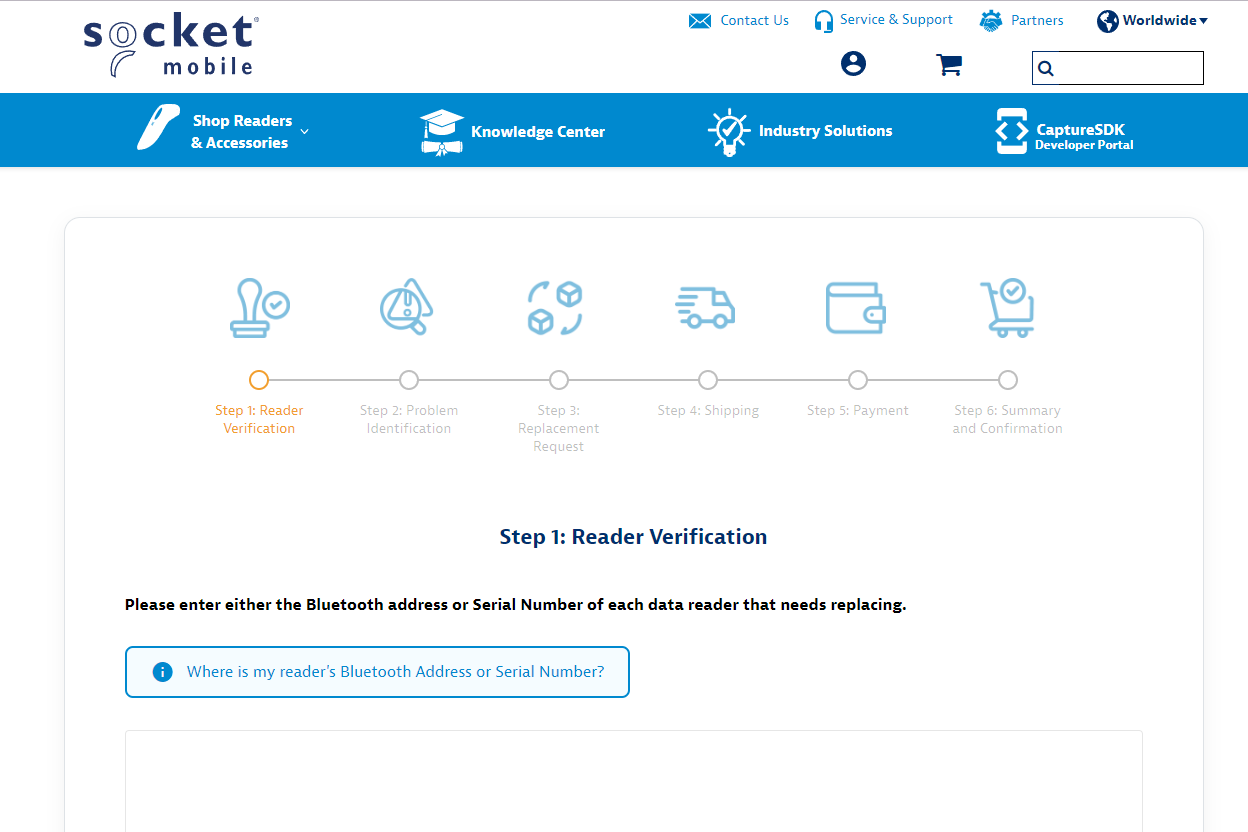 socket®
mobile
Contact Us
Service & Support
Partners
Worldwide
Shop Readers
& Accessories
Knowledge Center
Industry Solutions
CaptureSDK
Developer Portal
Step 1: Reader
Verification
Step 2: Problem
Identification
Step 3:
Replacement
Request
Step 4: Shipping
Step 5: Payment
Step 6: Summary
and Confirmation
Step 1: Reader Verification
Please enter either the Bluetooth address or Serial Number of each data reader that needs replacing.
Where is my reader's Bluetooth Address or Serial Number?